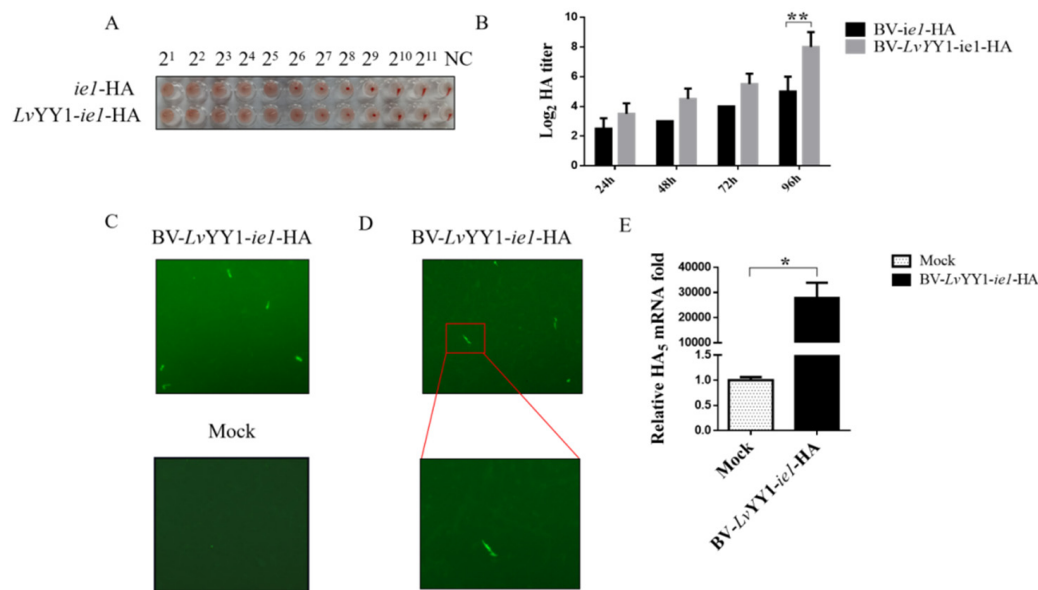 A
2¹ 2² 2³ 2⁴ 2⁵ 2⁶ 2⁷ 2⁸ 2⁹ 2¹⁰ 2¹¹ NC
ie1-HA
LvYY1-ie1-HA
B
Log₂ HA titer
10
8
6
4
2
0
24h 48h 72h 96h
**
BV-ie1-HA
BV-LvYY1-ie1-HA
C
BV-LvYY1-ie1-HA
Mock
D
BV-LvYY1-ie1-HA
E
Relative HA₅ mRNA fold
40000
30000
20000
10000
1.5
1.0
0.5
0.0
*
Mock
BV-LvYY1-ie1-HA
Mock
BV-LvYY1-ie1-HA